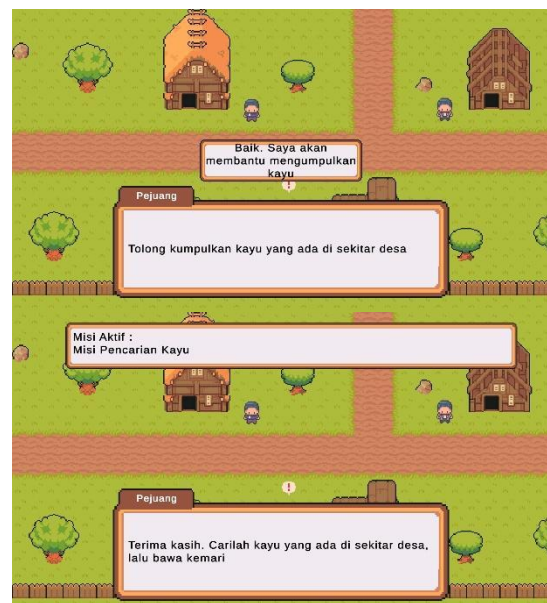 Baik. Saya akan
membantu mengumpulkan
kayu
!
Pejuang
Tolong kumpulkan kayu yang ada di sekitar desa
Misi Aktif :
Misi Pencarian Kayu
!
Pejuang
Terima kasih. Carilah kayu yang ada di sekitar desa,
lalu bawa kemari